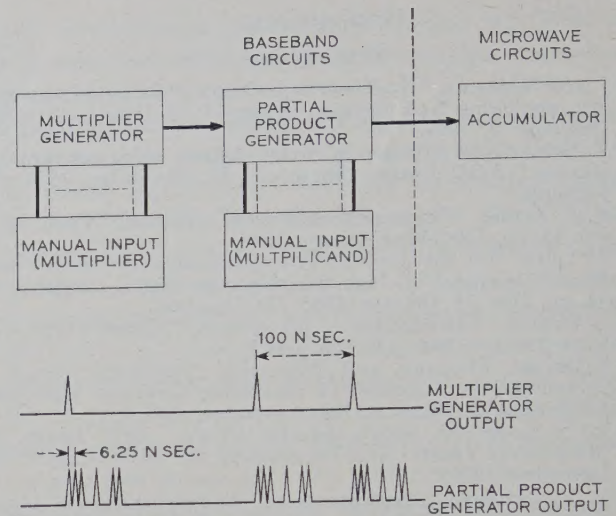 BASEBAND
CIRCUITS
MICROWAVE
CIRCUITS
MULTIPLIER
GENERATOR
PARTIAL
PRODUCT
GENERATOR
ACCUMULATOR
MANUAL INPUT
(MULTIPLIER)
MANUAL INPUT
(MULTPILICAND)
100 N SEC.
MULTIPLIER
GENERATOR
OUTPUT
6.25 N SEC.
PARTIAL PRODUCT
GENERATOR OUTPUT